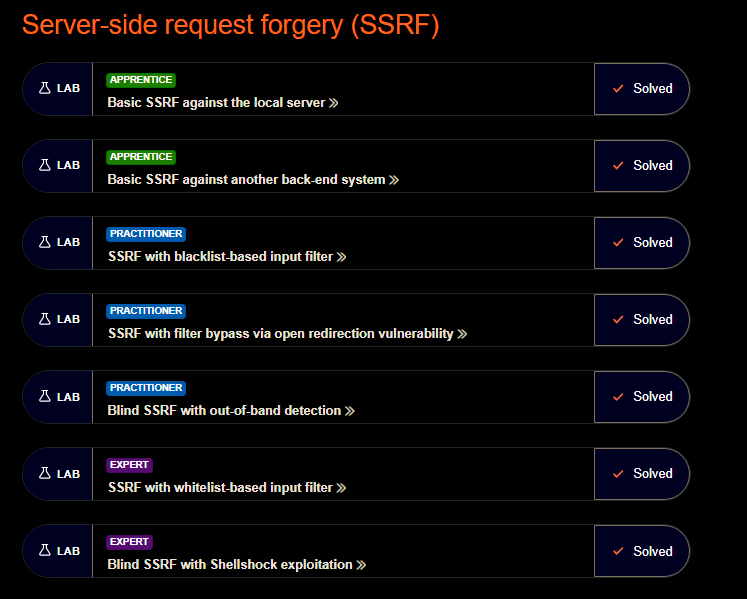 Server-side request forgery (SSRF)
LAB
APPRENTICE
Basic SSRF against the local server »
Solved
LAB
APPRENTICE
Basic SSRF against another back-end system »
Solved
LAB
PRACTITIONER
SSRF with blacklist-based input filter »
Solved
LAB
PRACTITIONER
SSRF with filter bypass via open redirection vulnerability »
Solved
LAB
PRACTITIONER
Blind SSRF with out-of-band detection »
Solved
LAB
EXPERT
SSRF with whitelist-based input filter »
Solved
LAB
EXPERT
Blind SSRF with Shellshock exploitation »
Solved